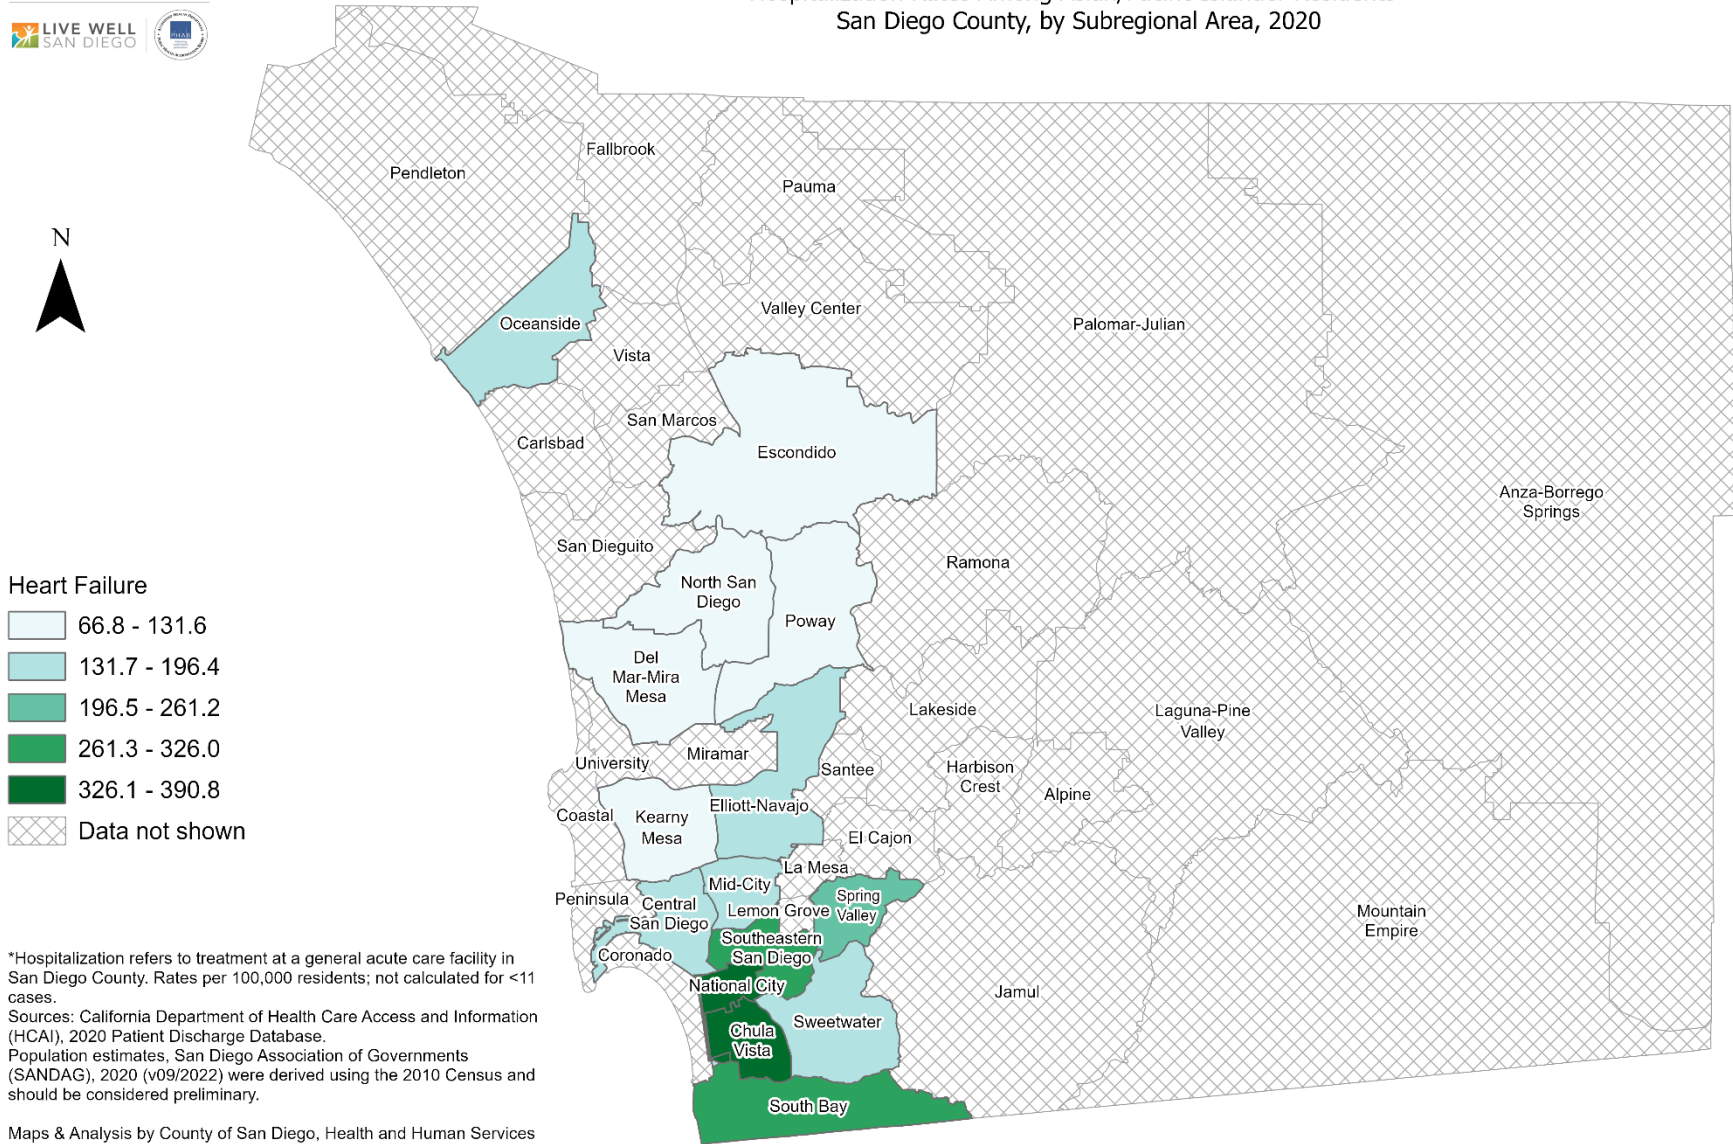 LIVE WELL
SAN DIEGO
PHAB
Hospitalization Rates Among Asian/Pacific Islander Residents
San Diego County, by Subregional Area, 2020
N
Fallbrook
Pendleton
Pauma
Oceanside
Valley Center
Palomar-Julian
Vista
San Marcos
Carlsbad
Escondido
Anza-Borrego
Springs
San Dieguito
Ramona
North San
Diego
Poway
Del
Mar-Mira
Mesa
Lakeside
Laguna-Pine
Valley
Miramar
University
Santee
Harbison
Crest
Alpine
Elliott-Navajo
Coastal
Kearny
Mesa
El Cajon
La Mesa
Mid-City
Peninsula
Central
San Diego
Spring
Valley
Lemon Grove
Mountain
Empire
Southeastern
San Diego
Coronado
National City
Jamul
Sweetwater
Chula
Vista
South Bay
Heart Failure
66.8 - 131.6
131.7 - 196.4
196.5 - 261.2
261.3 - 326.0
326.1 - 390.8
Data not shown
*Hospitalization refers to treatment at a general acute care facility in
San Diego County. Rates per 100,000 residents; not calculated for <11
cases.
Sources: California Department of Health Care Access and Information
(HCAI), 2020 Patient Discharge Database.
Population estimates, San Diego Association of Governments
(SANDAG), 2020 (v09/2022) were derived using the 2010 Census and
should be considered preliminary.
Maps & Analysis by County of San Diego, Health and Human Services